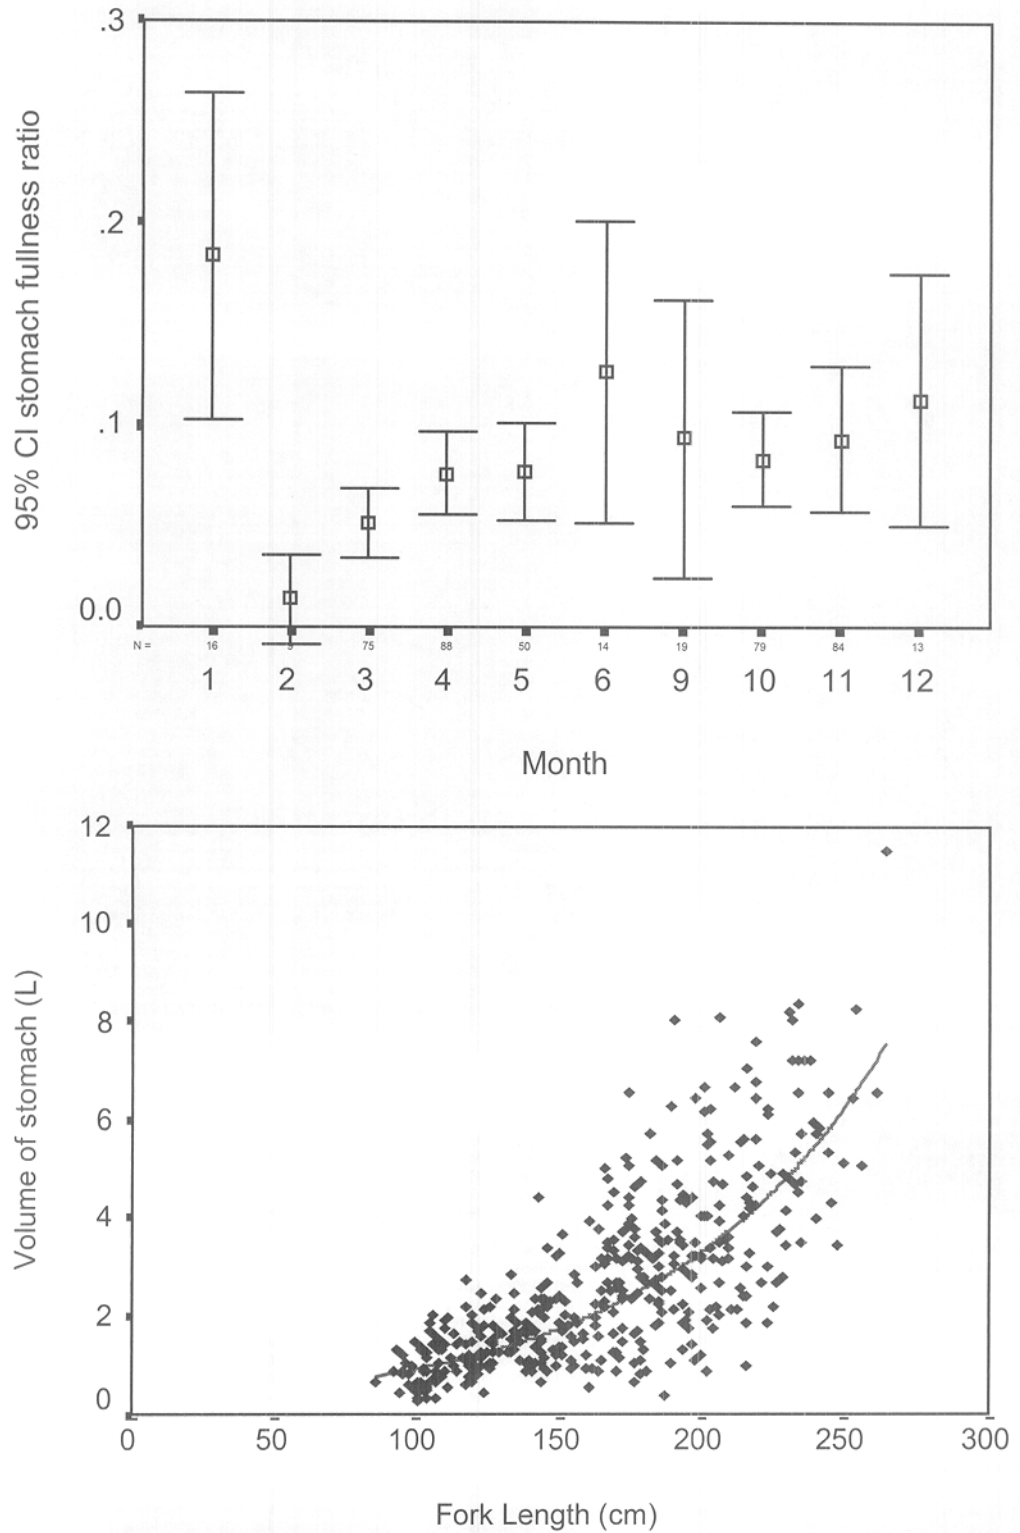 .3
.2
.1
0.0
95% CI stomach fullness ratio
N = 16 75 88 50 14 19 79 84 13
1 2 3 4 5 6 9 10 11 12
Month
12
10
8
6
4
2
0
Volume of stomach (L)
0 50 100 150 200 250 300
Fork Length (cm)